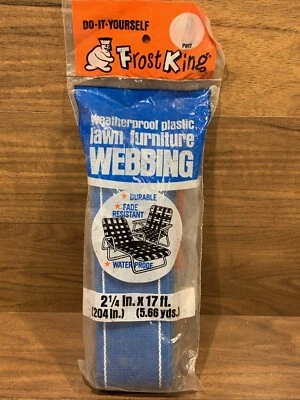 DO-IT-YOURSELF
PW17
Frost King
weatherproof plastic
lawn furniture
WEBBING
★ DURABLE
★ FADE
RESISTANT
★ WATERPROOF
2¼ in. x 17 ft.
(204 in.) (5.66 yds.)